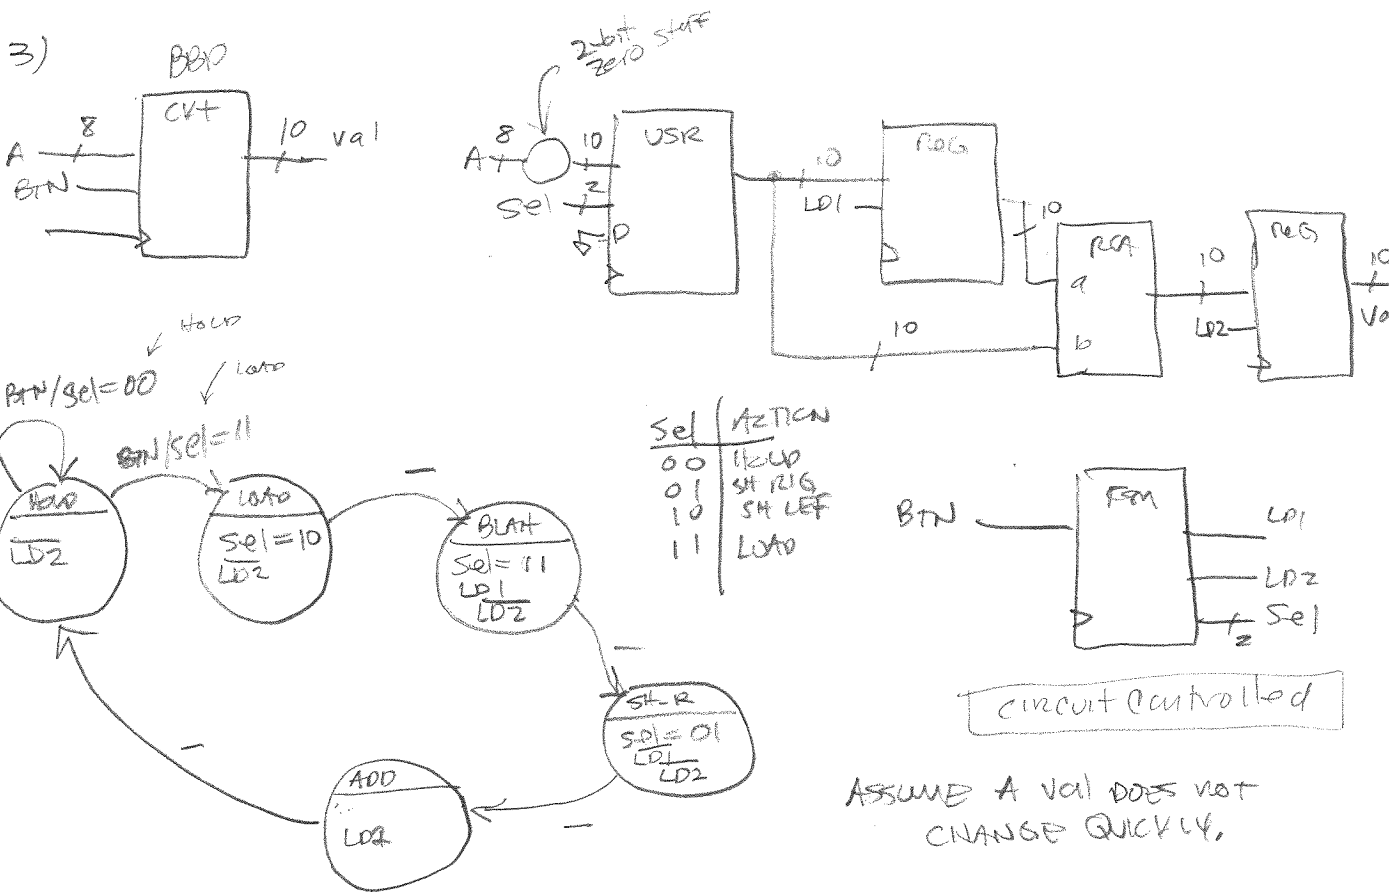 3)
BBD
CKT
A
8
BTN
10
val
2-bit
zero stuff
A
8
10
USR
Sel
2
D
10
LD1
REG
10
RCA
a
b
10
10
LD2
REG
10
Va
HOLD
BTN/Sel=00
LOAD
BTN/Sel=11
HOLD
LD2
LOAD
Sel=10
LD2
BLAH
Sel=11
LD1
LD2
SH-R
Sel=01
LD1
LD2
ADD
LD2
Sel ACTION
00 HOLD
01 SH RIG
10 SH LEF
11 LOAD
BTN
FSM
LD1
LD2
Sel
2
circuit controlled
ASSUME A val DOES NOT
CHANGE QUICKLY.